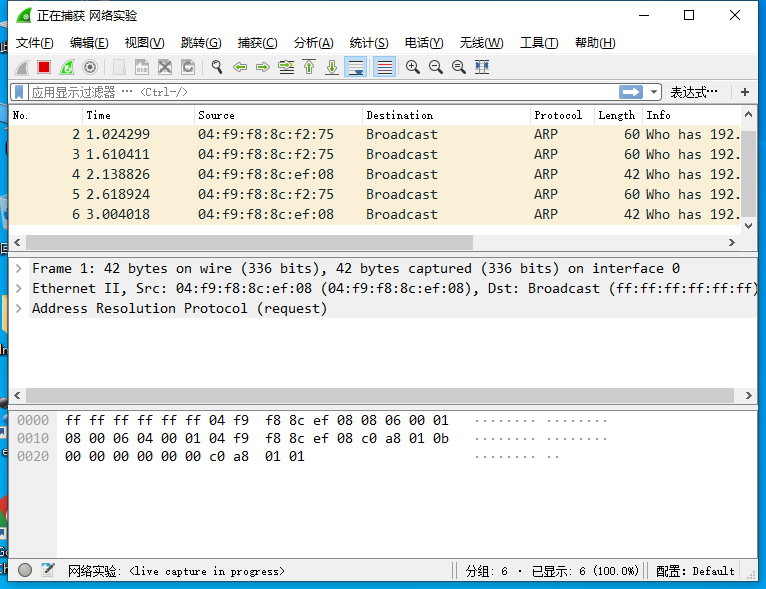 正在捕获 网络实验
文件(F) 编辑(E) 视图(V) 跳转(G) 捕获(C) 分析(A) 统计(S) 电话(Y) 无线(W) 工具(T) 帮助(H)
应用显示过滤器 … <Ctrl-/> 表达式… +
No. Time Source Destination Protocol Length Info
2 1.024299 04:f9:f8:8c:f2:75 Broadcast ARP 60 Who has 192.
3 1.610411 04:f9:f8:8c:f2:75 Broadcast ARP 60 Who has 192.
4 2.138826 04:f9:f8:8c:ef:08 Broadcast ARP 42 Who has 192.
5 2.618924 04:f9:f8:8c:f2:75 Broadcast ARP 60 Who has 192.
6 3.004018 04:f9:f8:8c:ef:08 Broadcast ARP 42 Who has 192.
Frame 1: 42 bytes on wire (336 bits), 42 bytes captured (336 bits) on interface 0
Ethernet II, Src: 04:f9:f8:8c:ef:08 (04:f9:f8:8c:ef:08), Dst: Broadcast (ff:ff:ff:ff:ff:ff)
Address Resolution Protocol (request)
0000 ff ff ff ff ff ff 04 f9 f8 8c ef 08 08 06 00 01 ........ ........
0010 08 00 06 04 00 01 04 f9 f8 8c ef 08 c0 a8 01 0b ........ ........
0020 00 00 00 00 00 00 c0 a8 01 01 ........ ..
网络实验: <live capture in progress> 分组: 6 · 已显示: 6 (100.0%) 配置: Default